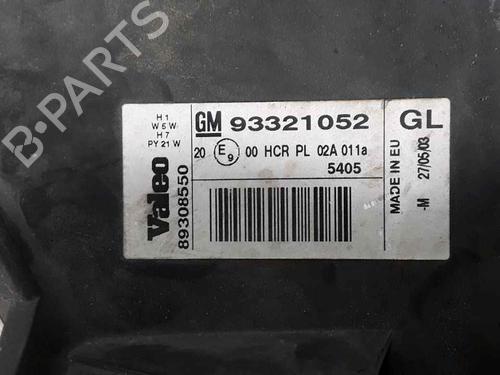 B-PARTS
H1
W5W
H7
PY21W
Valeo
89308550
GM 93321052
20 E9 00 HCR PL 02A 011a
5405
GL
MADE IN EU
-M 27/05/03